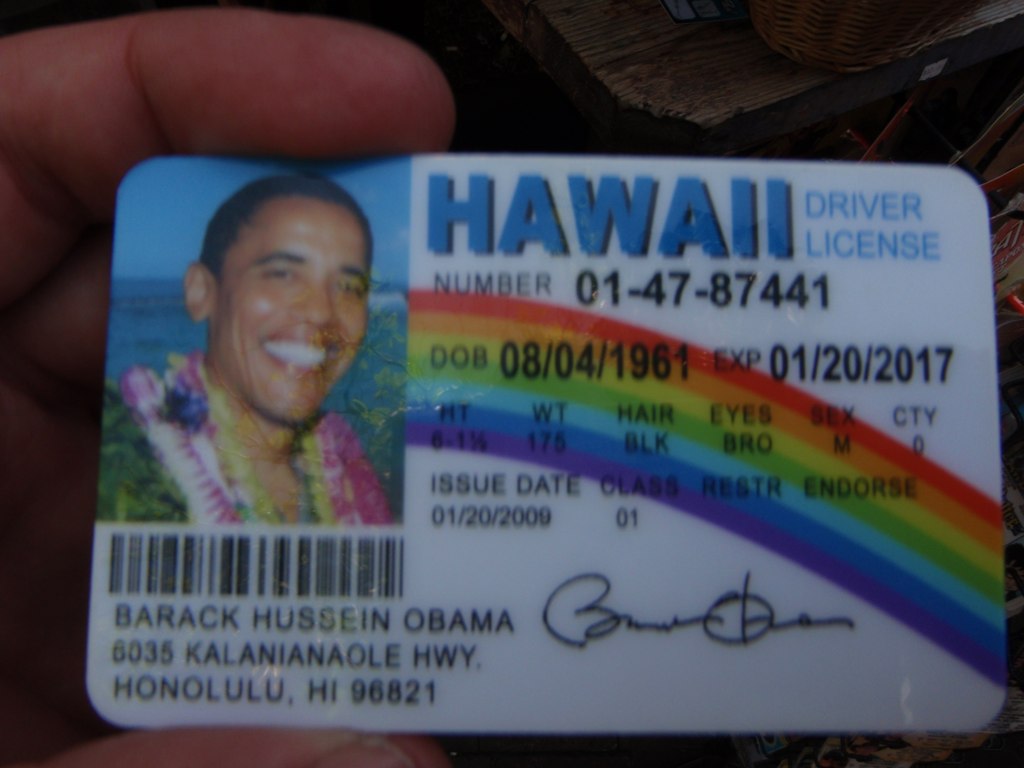 HAWAII DRIVER LICENSE
NUMBER 01-47-87441
DOB 08/04/1961 EXP 01/20/2017
HT WT HAIR EYES SEX CTY
6-1½ 175 BLK BRO M 0
ISSUE DATE CLASS RESTR ENDORSE
01/20/2009 01
BARACK HUSSEIN OBAMA
6035 KALANIANAOLE HWY.
HONOLULU, HI 96821